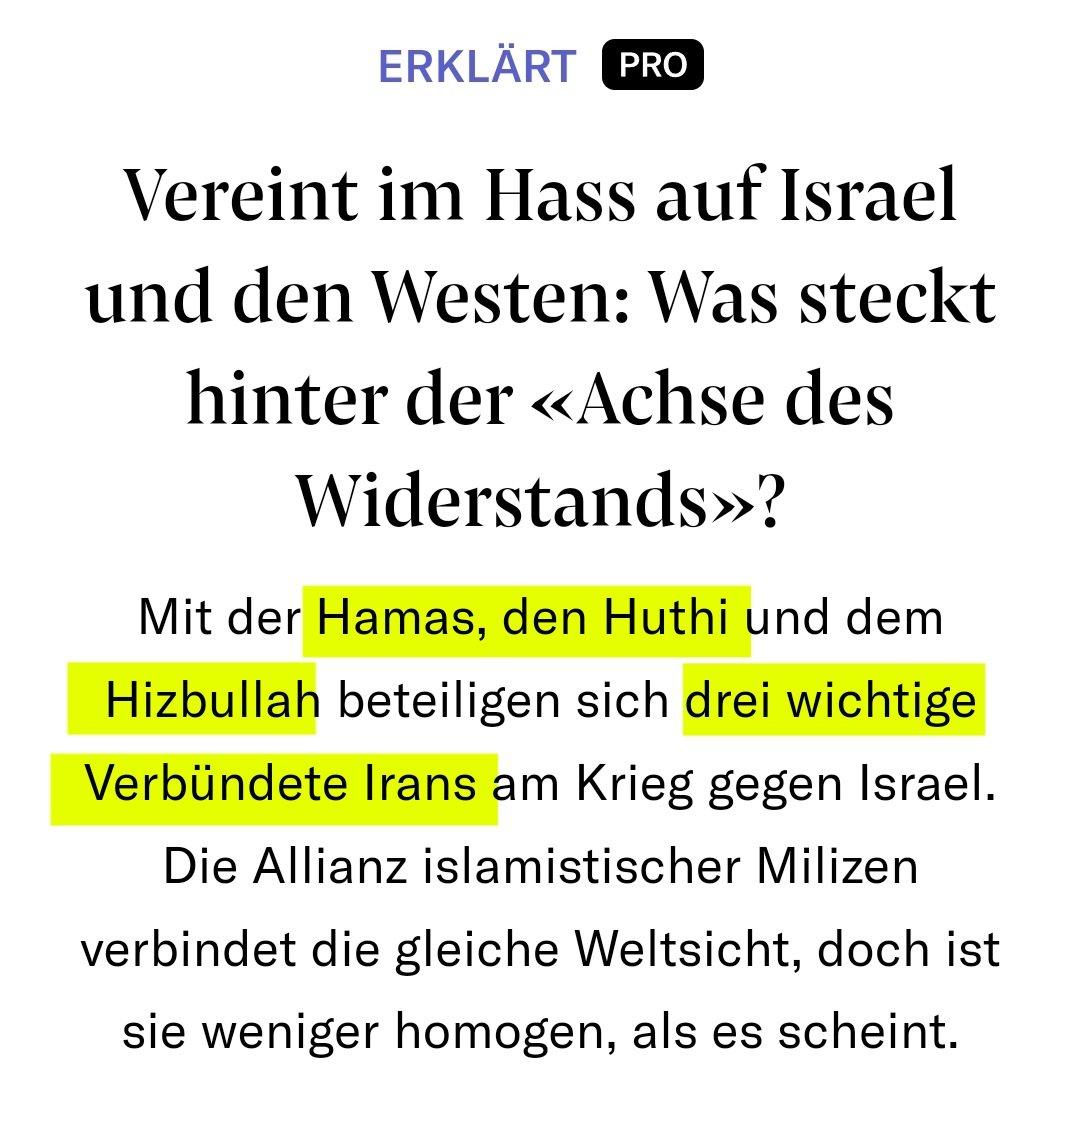 ERKLÄRT PRO
Vereint im Hass auf Israel
und den Westen: Was steckt
hinter der «Achse des
Widerstands»?
Mit der Hamas, den Huthi und dem
Hizbullah beteiligen sich drei wichtige
Verbündete Irans am Krieg gegen Israel.
Die Allianz islamistischer Milizen
verbindet die gleiche Weltsicht, doch ist
sie weniger homogen, als es scheint.